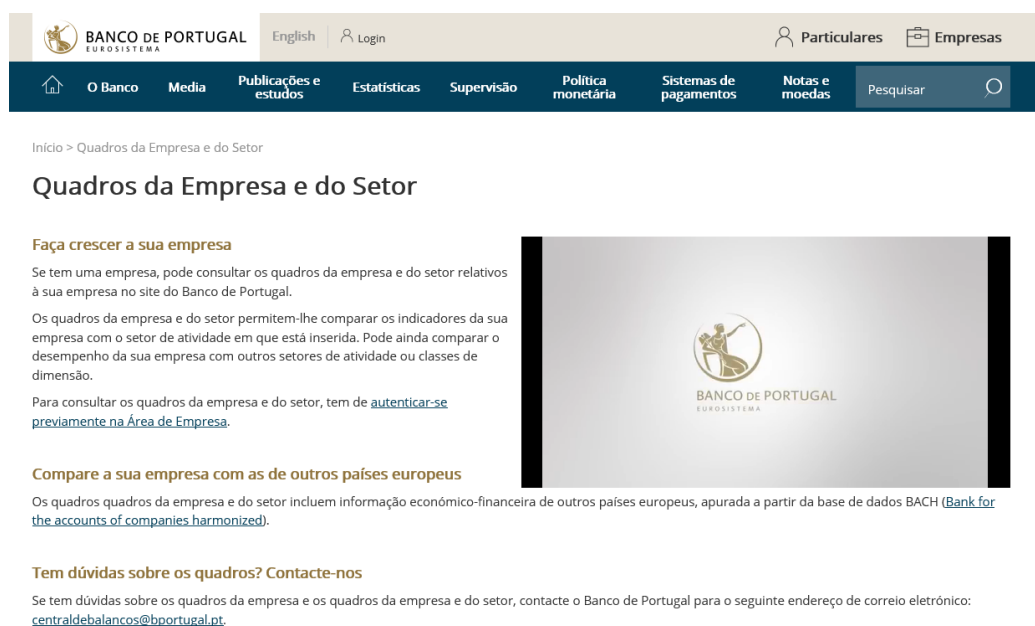 BANCO DE PORTUGAL
EUROSISTEMA
English
Login
Particulares
Empresas
O Banco
Media
Publicações e
estudos
Estatísticas
Supervisão
Política
monetária
Sistemas de
pagamentos
Notas e
moedas
Pesquisar
Início > Quadros da Empresa e do Setor
Quadros da Empresa e do Setor
Faça crescer a sua empresa
Se tem uma empresa, pode consultar os quadros da empresa e do setor relativos
à sua empresa no site do Banco de Portugal.
Os quadros da empresa e do setor permitem-lhe comparar os indicadores da sua
empresa com o setor de atividade em que está inserida. Pode ainda comparar o
desempenho da sua empresa com outros setores de atividade ou classes de
dimensão.
Para consultar os quadros da empresa e do setor, tem de autenticar-se
previamente na Área de Empresa.
BANCO DE PORTUGAL
EUROSISTEMA
Compare a sua empresa com as de outros países europeus
Os quadros quadros da empresa e do setor incluem informação económico-financeira de outros países europeus, apurada a partir da base de dados BACH (Bank for
the accounts of companies harmonized).
Tem dúvidas sobre os quadros? Contacte-nos
Se tem dúvidas sobre os quadros da empresa e os quadros da empresa e do setor, contacte o Banco de Portugal para o seguinte endereço de correio eletrónico:
centraldebalancos@bportugal.pt.